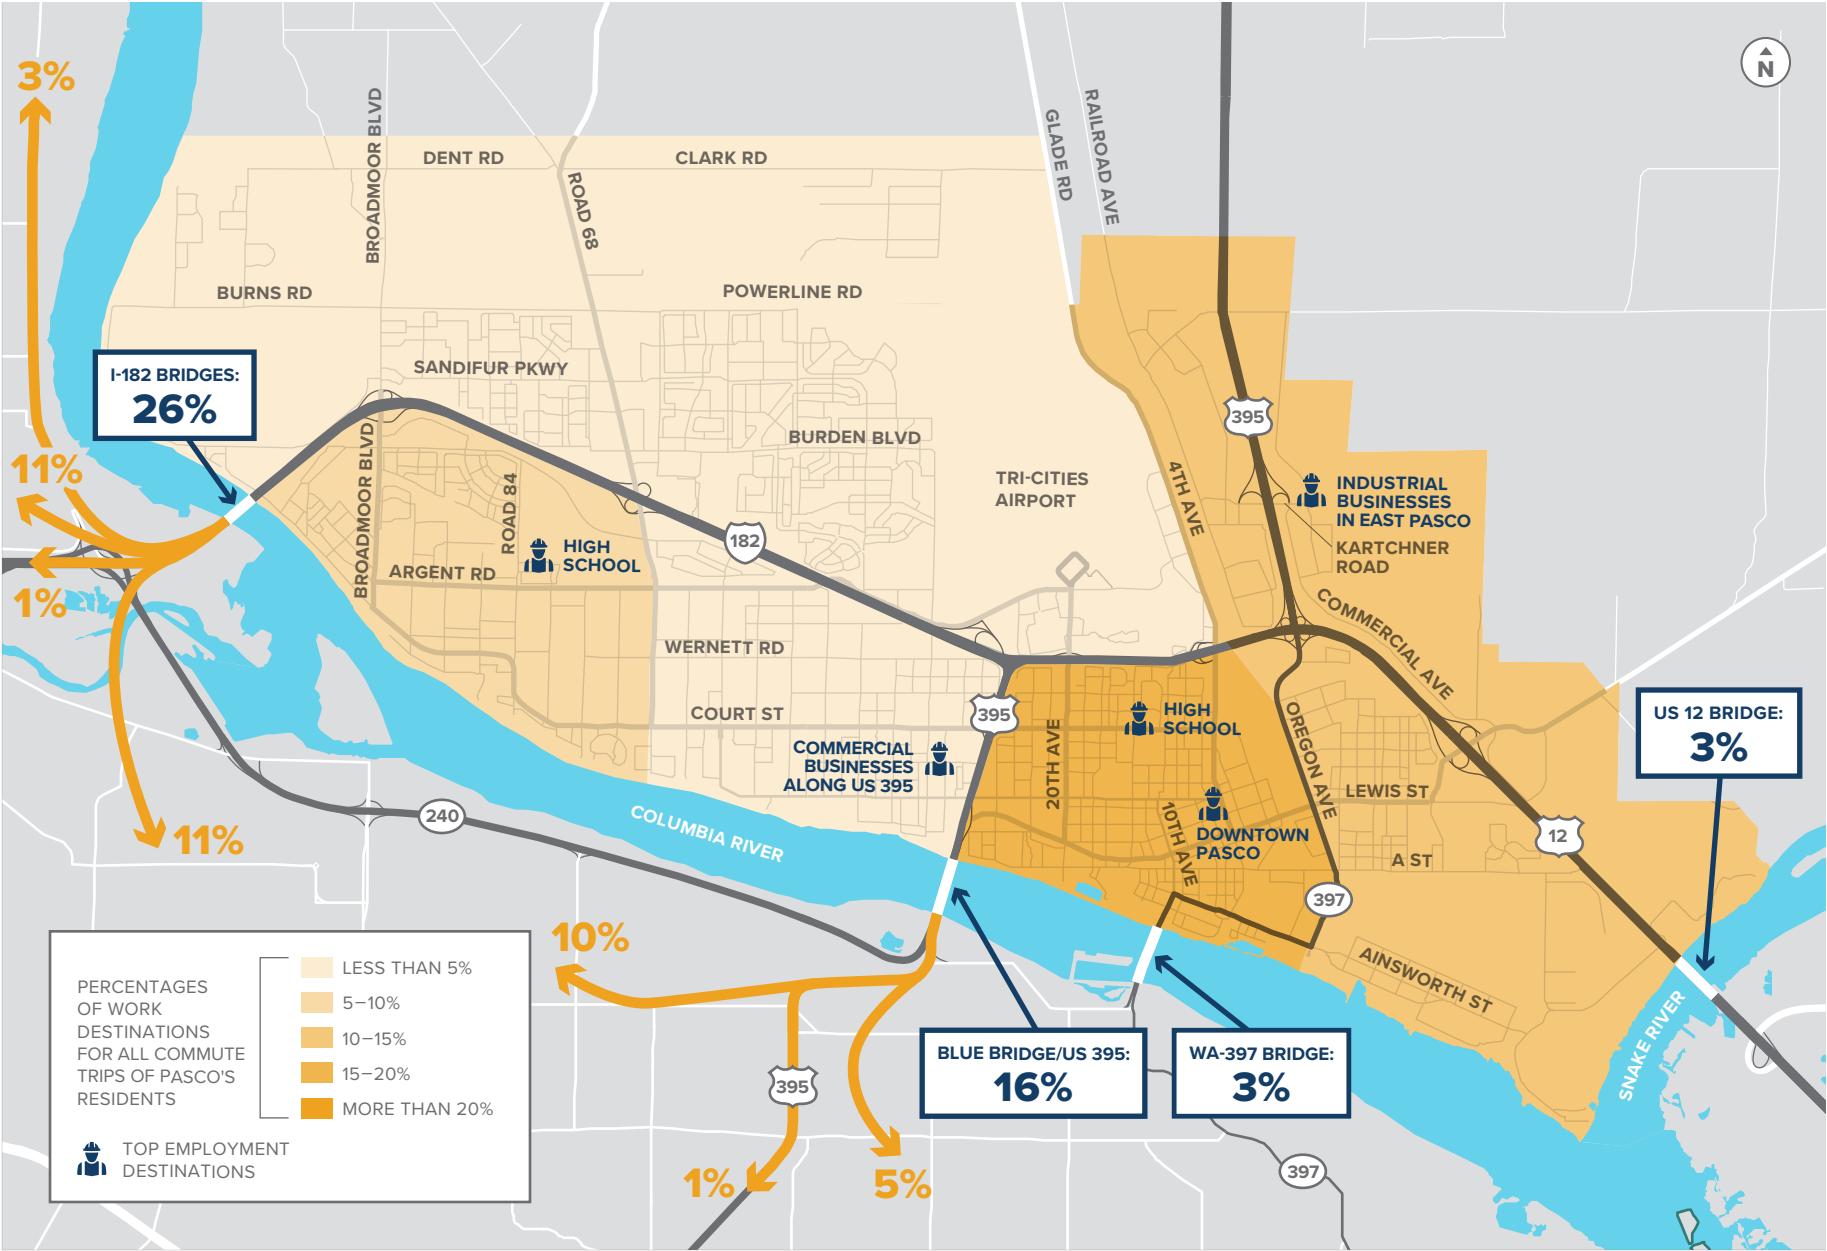 3%
N
BROADMOOR BLVD
DENT RD
CLARK RD
ROAD 68
GLADE RD
RAILROAD AVE
BURNS RD
POWERLINE RD
I-182 BRIDGES:
26%
SANDIFUR PKWY
395
BURDEN BLVD
11%
TRI-CITIES
AIRPORT
4TH AVE
INDUSTRIAL
BUSINESSES
IN EAST PASCO
BROADMOOR BLVD
ROAD 84
182
HIGH
SCHOOL
KARTCHNER
ROAD
ARGENT RD
1%
COMMERCIAL AVE
WERNETT RD
395
COURT ST
HIGH
SCHOOL
OREGON AVE
US 12 BRIDGE:
3%
COMMERCIAL
BUSINESSES
ALONG US 395
20TH AVE
LEWIS ST
240
COLUMBIA RIVER
10TH AVE
DOWNTOWN
PASCO
12
11%
A ST
397
10%
AINSWORTH ST
SNAKE RIVER
PERCENTAGES
OF WORK
DESTINATIONS
FOR ALL COMMUTE
TRIPS OF PASCO'S
RESIDENTS
LESS THAN 5%
5–10%
10–15%
15–20%
MORE THAN 20%
TOP EMPLOYMENT
DESTINATIONS
395
BLUE BRIDGE/US 395:
16%
WA-397 BRIDGE:
3%
1%
5%
397